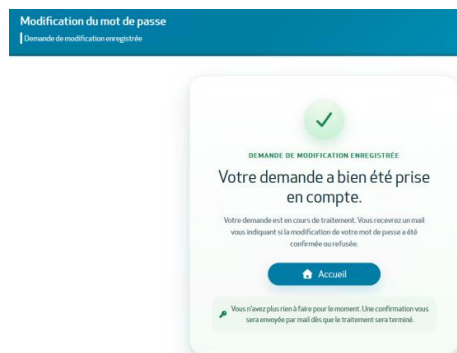 Modification du mot de passe
Demande de modification enregistrée
DEMANDE DE MODIFICATION ENREGISTRÉE
Votre demande a bien été prise
en compte.
Votre demande est en cours de traitement. Vous recevrez un mail
vous indiquant si la modification de votre mot de passe a été
confirmée ou refusée.
Accueil
Vous n'avez plus rien à faire pour le moment. Une confirmation vous
sera envoyée par mail dès que le traitement sera terminé.